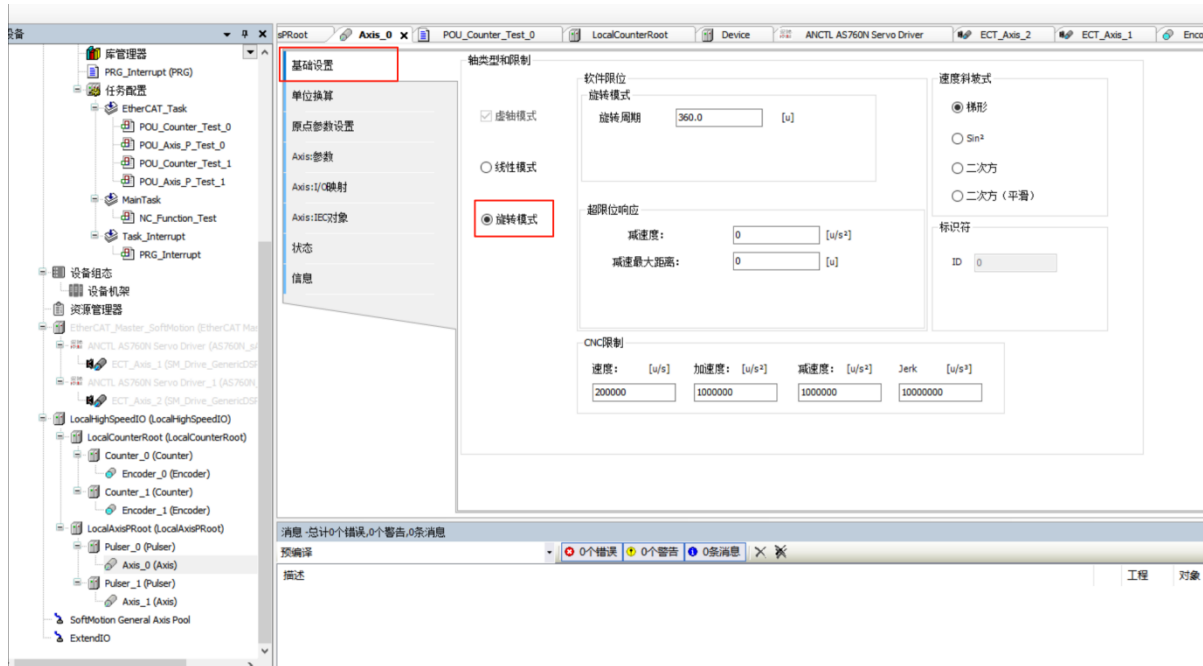 设备
库管理器
PRG_Interrupt (PRG)
任务配置
EtherCAT_Task
POU_Counter_Test_0
POU_Axis_P_Test_0
POU_Counter_Test_1
POU_Axis_P_Test_1
MainTask
NC_Function_Test
Task_Interrupt
PRG_Interrupt
设备组态
设备机架
资源管理器
EtherCAT_Master_SoftMotion (EtherCAT Mas
ANCTL AS760N Servo Driver (AS760N_sA
ECT_Axis_1 (SM_Drive_GenericDSP
ANCTL AS760N Servo Driver_1 (AS760N_
ECT_Axis_2 (SM_Drive_GenericDSP
LocalHighSpeedIO (LocalHighSpeedIO)
LocalCounterRoot (LocalCounterRoot)
Counter_0 (Counter)
Encoder_0 (Encoder)
Counter_1 (Counter)
Encoder_1 (Encoder)
LocalAxisPRoot (LocalAxisPRoot)
Pulser_0 (Pulser)
Axis_0 (Axis)
Pulser_1 (Pulser)
Axis_1 (Axis)
SoftMotion General Axis Pool
ExtendIO
sPRoot Axis_0 POU_Counter_Test_0 LocalCounterRoot Device ANCTL AS760N Servo Driver ECT_Axis_2 ECT_Axis_1 Enco
基础设置
单位换算
原点参数设置
Axis:参数
Axis:I/O映射
Axis:IEC对象
状态
信息
轴类型和限制
虚轴模式
线性模式
旋转模式
软件限位
旋转模式
旋转周期 360.0 [u]
超限位响应
减速度: 0 [u/s²]
减速最大距离: 0 [u]
速度斜坡式
梯形
Sin²
二次方
二次方（平滑）
标识符
ID 0
CNC限制
速度: [u/s] 加速度: [u/s²] 减速度: [u/s²] Jerk [u/s³]
200000 1000000 1000000 10000000
消息 -总计0个错误,0个警告,0条消息
预编译 0个错误 0个警告 0条消息
描述 工程 对象